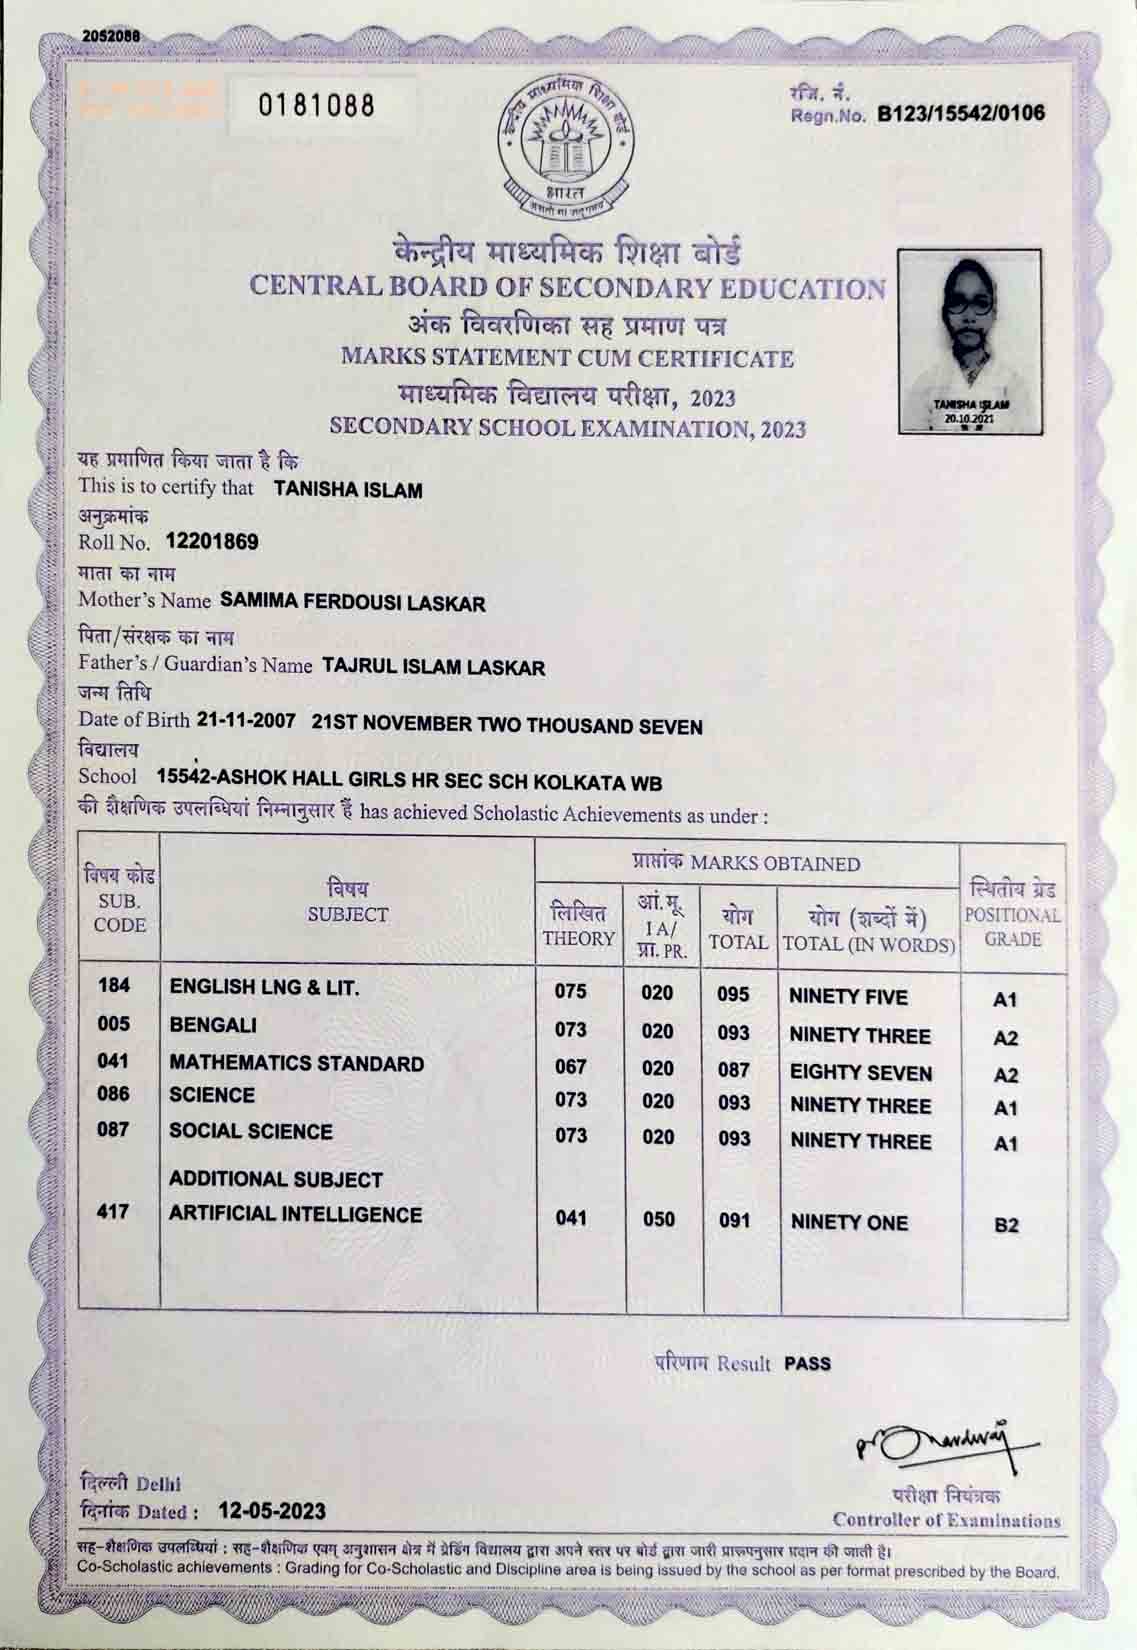 2052088
0181088
रजि. नं.
Regn.No. B123/15542/0106
केन्द्रीय माध्यमिक शिक्षा बोर्ड
भारत
असतो मा सद्गमय
केन्द्रीय माध्यमिक शिक्षा बोर्ड
CENTRAL BOARD OF SECONDARY EDUCATION
अंक विवरणिका सह प्रमाण पत्र
MARKS STATEMENT CUM CERTIFICATE
माध्यमिक विद्यालय परीक्षा, 2023
SECONDARY SCHOOL EXAMINATION, 2023
TANISHA ISLAM
20.10.2021
यह प्रमाणित किया जाता है कि
This is to certify that TANISHA ISLAM
अनुक्रमांक
Roll No. 12201869
माता का नाम
Mother's Name SAMIMA FERDOUSI LASKAR
पिता/संरक्षक का नाम
Father's / Guardian's Name TAJRUL ISLAM LASKAR
जन्म तिथि
Date of Birth 21-11-2007 21ST NOVEMBER TWO THOUSAND SEVEN
विद्यालय
School 15542-ASHOK HALL GIRLS HR SEC SCH KOLKATA WB
की शैक्षणिक उपलब्धियां निम्नानुसार हैं has achieved Scholastic Achievements as under :
विषय कोड
SUB.
CODE
विषय
SUBJECT
प्राप्तांक MARKS OBTAINED
लिखित
THEORY
आं.मू.
IA/
प्रा. PR.
योग
TOTAL
योग (शब्दों में)
TOTAL (IN WORDS)
स्थितीय ग्रेड
POSITIONAL
GRADE
184 ENGLISH LNG & LIT. 075 020 095 NINETY FIVE A1
005 BENGALI 073 020 093 NINETY THREE A2
041 MATHEMATICS STANDARD 067 020 087 EIGHTY SEVEN A2
086 SCIENCE 073 020 093 NINETY THREE A1
087 SOCIAL SCIENCE 073 020 093 NINETY THREE A1
ADDITIONAL SUBJECT
417 ARTIFICIAL INTELLIGENCE 041 050 091 NINETY ONE B2
परिणाम Result PASS
दिल्ली Delhi
दिनांक Dated : 12-05-2023
परीक्षा नियंत्रक
Controller of Examinations
सह-शैक्षणिक उपलब्धियां : सह-शैक्षणिक एवम् अनुशासन क्षेत्र में ग्रेडिंग विद्यालय द्वारा अपने स्तर पर बोर्ड द्वारा जारी प्रारूपनुसार प्रदान की जाती है।
Co-Scholastic achievements : Grading for Co-Scholastic and Discipline area is being issued by the school as per format prescribed by the Board.